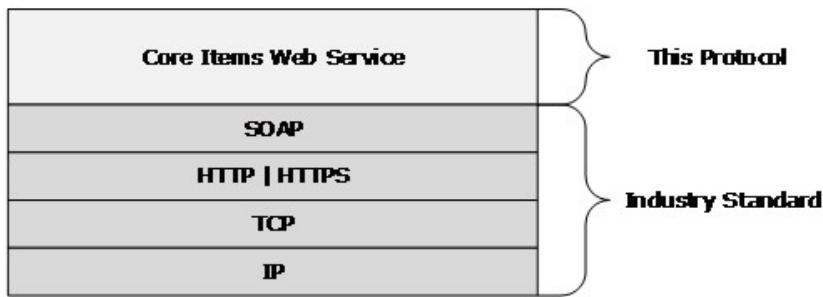 Core Items Web Service
This Protocol
SOAP
HTTP | HTTPS
TCP
Industry Standard
IP